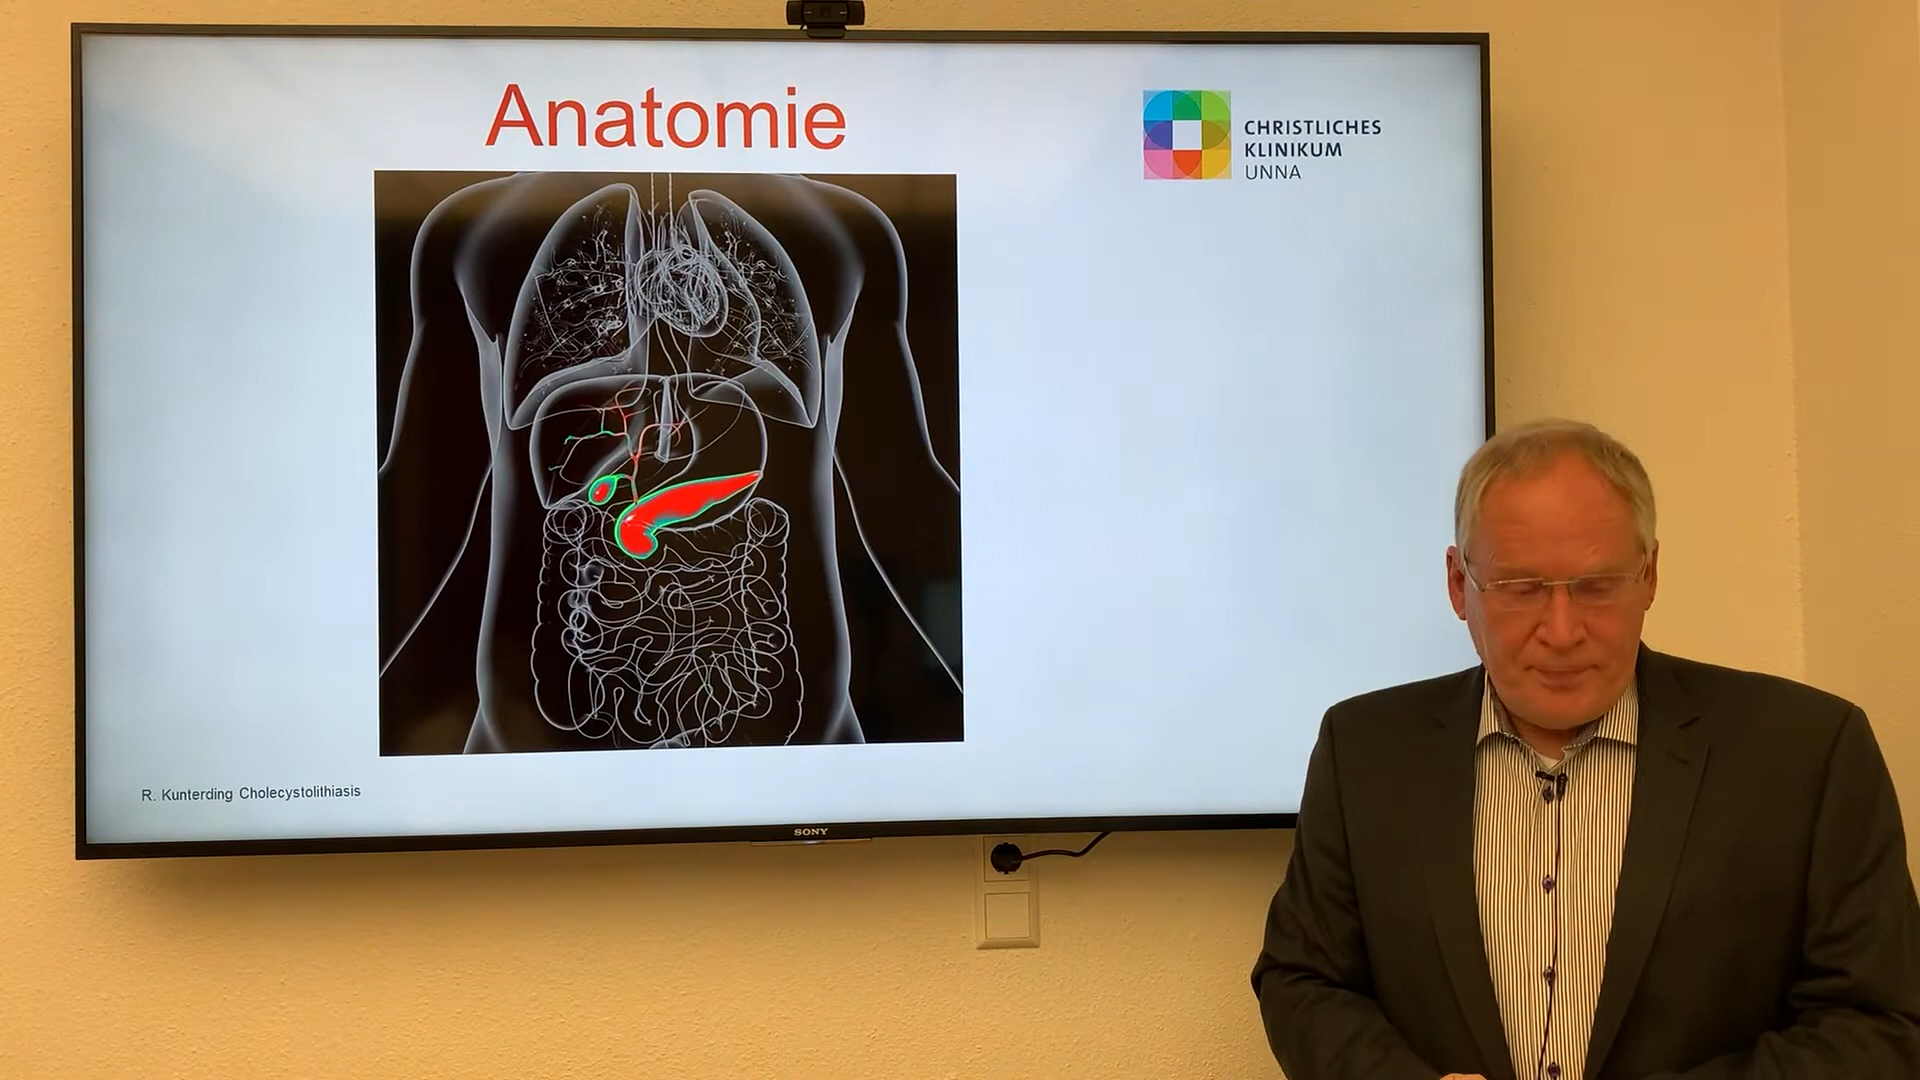 Anatomie
CHRISTLICHES
KLINIKUM
UNNA
R. Kunterding Cholecystolithiasis
SONY